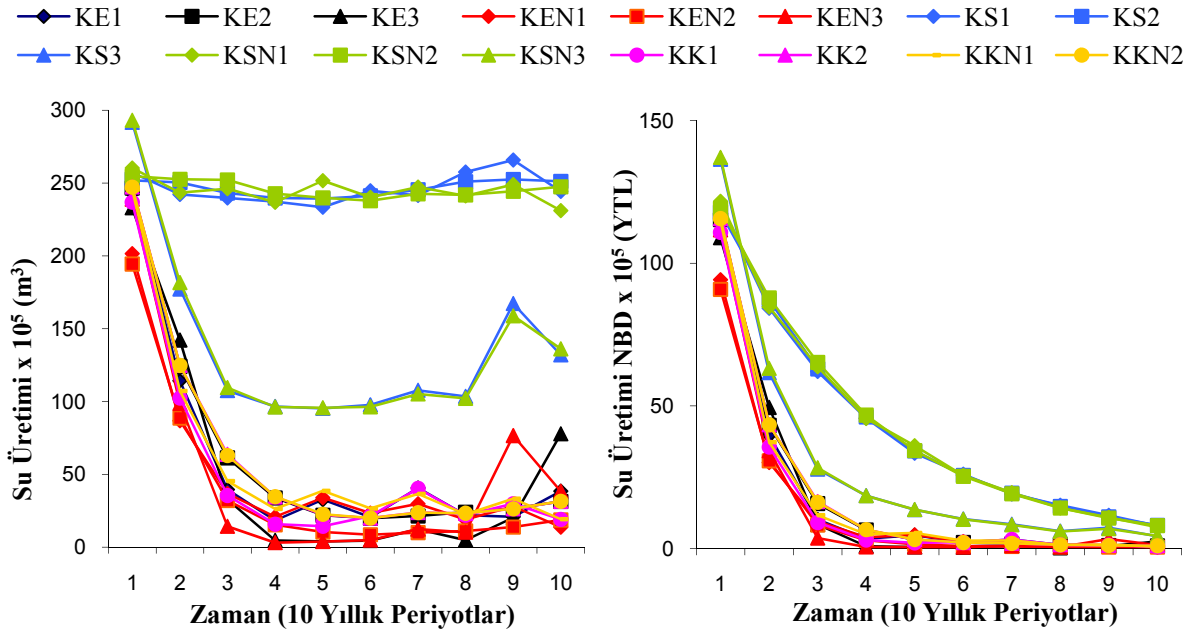 KE1 KE2 KE3 KEN1 KEN2 KEN3 KS1 KS2
KS3 KSN1 KSN2 KSN3 KK1 KK2 KKN1 KKN2
Su Üretimi x 10⁵ (m³)
300
250
200
150
100
50
0
1 2 3 4 5 6 7 8 9 10
Zaman (10 Yıllık Periyotlar)
Su Üretimi NBD x 10⁵ (YTL)
150
100
50
0
1 2 3 4 5 6 7 8 9 10
Zaman (10 Yıllık Periyotlar)